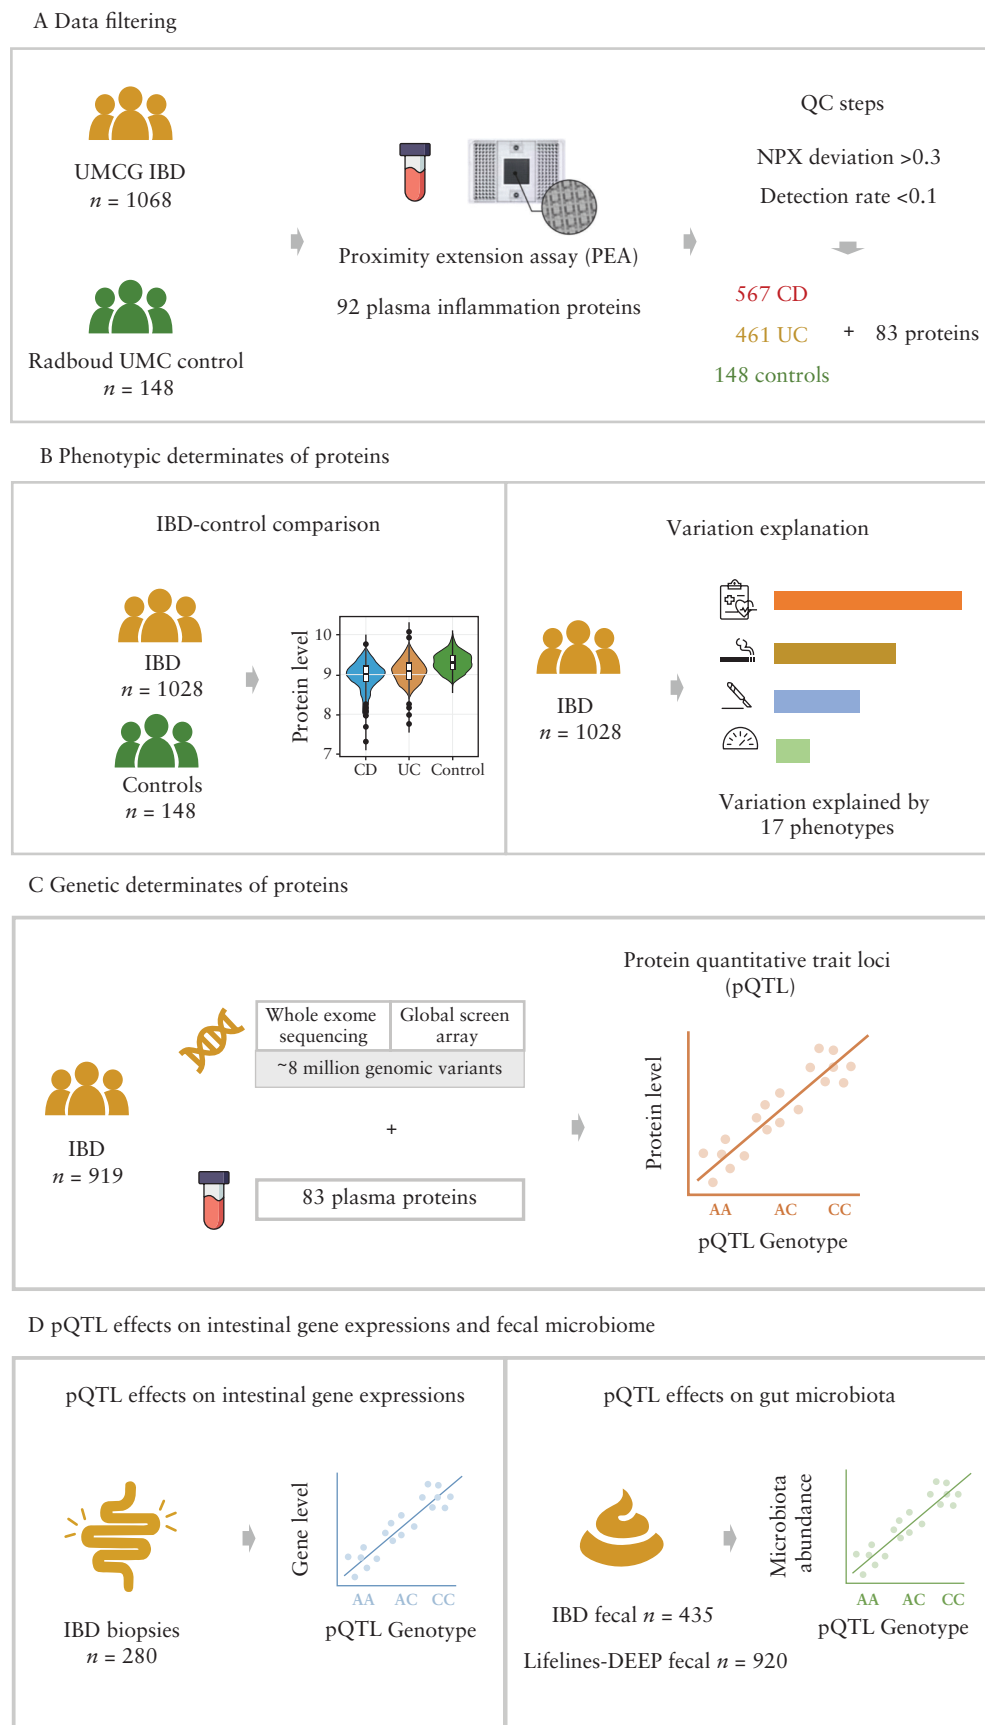 A Data filtering
UMCG IBD
n = 1068
Radboud UMC control
n = 148
Proximity extension assay (PEA)
92 plasma inflammation proteins
QC steps
NPX deviation >0.3
Detection rate <0.1
567 CD
461 UC + 83 proteins
148 controls
B Phenotypic determinates of proteins
IBD-control comparison
IBD
n = 1028
Controls
n = 148
Protein level
10
9
8
7
CD UC Control
Variation explanation
IBD
n = 1028
Variation explained by
17 phenotypes
C Genetic determinates of proteins
IBD
n = 919
Whole exome
sequencing
Global screen
array
~8 million genomic variants
+
83 plasma proteins
Protein quantitative trait loci
(pQTL)
Protein level
AA AC CC
pQTL Genotype
D pQTL effects on intestinal gene expressions and fecal microbiome
pQTL effects on intestinal gene expressions
IBD biopsies
n = 280
Gene level
AA AC CC
pQTL Genotype
pQTL effects on gut microbiota
IBD fecal n = 435
Lifelines-DEEP fecal n = 920
Microbiota
abundance
AA AC CC
pQTL Genotype